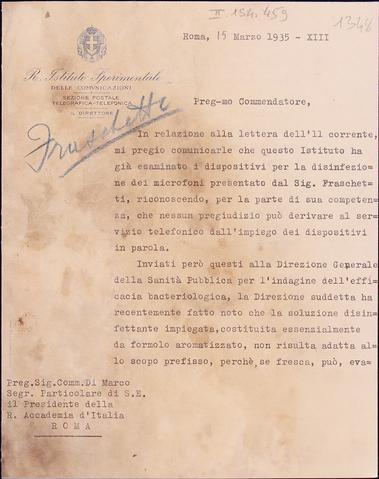 II. 154. 459
1348
Roma, 15 Marzo 1935 - XIII
R. Istituto Sperimentale
DELLE COMUNICAZIONI
SEZIONE POSTALE
TELEGRAFICA-TELEFONICA
IL DIRETTORE
Fraschetti
Preg-mo Commendatore,
In relazione alla lettera dell'11 corrente,
mi pregio comunicarLe che questo Istituto ha
già esaminato i dispositivi per la disinfezio
ne dei microfoni presentato dal Sig. Fraschet-
ti, riconoscendo, per la parte di sua competen-
za, che nessun pregiudizio può derivare al ser-
vizio telefonico dall'impiego dei dispositivi
in parola.
Inviati però questi alla Direzione Generale
della Sanità Pubblica per l'indagine dell'effi-
cacia bacteriologica, la Direzione suddetta ha
recentemente fatto noto che la soluzione disin-
fettante impiegata, costituita essenzialmente
da formolo aromatizzato, non risulta adatta al-
lo scopo prefisso, perchè, se fresca, può, eva-
Preg.Sig.Comm.Di Marco
Segr. Particolare di S.E.
il Presidente della
R. Accademia d'Italia
ROMA